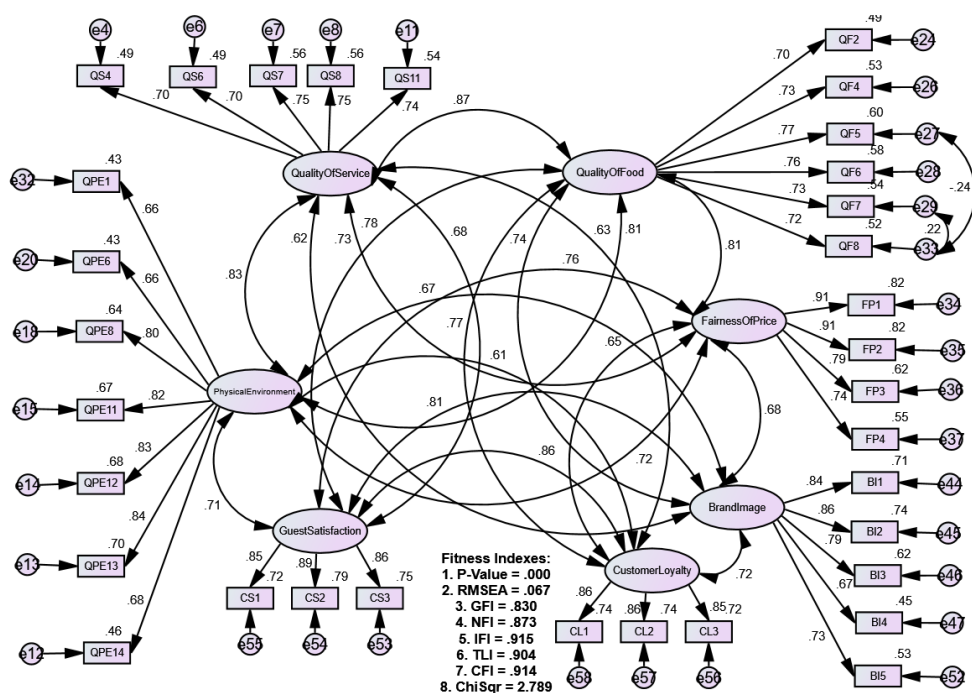 e4
e6
e7
e8
e11
.49
.49
.56
.56
.54
QS4
QS6
QS7
QS8
QS11
.70
.70
.75
.75
.74
.87
QualityOfService
QualityOfFood
.49
QF2
e24
.70
.53
QF4
e26
.73
.60
QF5
e27
.77
.58
QF6
e28
.76
.54
QF7
e29
.73
.52
QF8
e33
.72
-.24
.22
e32
QPE1
.43
.66
e20
QPE6
.43
.66
e18
QPE8
.64
.80
e15
QPE11
.67
.82
e14
QPE12
.68
.83
e13
QPE13
.70
.84
e12
QPE14
.46
.68
PhysicalEnvironment
.83
.62
.78
.73
.68
.74
.63
.81
.81
.76
.67
.77
.65
.61
.81
.86
.72
.68
.71
.72
FairnessOfPrice
.91
FP1
.82
e34
.91
FP2
.82
e35
.79
FP3
.62
e36
.74
FP4
.55
e37
BrandImage
.84
BI1
.71
e44
.86
BI2
.74
e45
.79
BI3
.62
e46
.67
BI4
.45
e47
.73
BI5
.53
e52
GuestSatisfaction
.85
.89
.86
.72
.79
.75
CS1
CS2
CS3
e55
e54
e53
CustomerLoyalty
.86
.86
.85
.74
.74
.72
CL1
CL2
CL3
e58
e57
e56
Fitness Indexes:
1. P-Value = .000
2. RMSEA = .067
3. GFI = .830
4. NFI = .873
5. IFI = .915
6. TLI = .904
7. CFI = .914
8. ChiSqr = 2.789